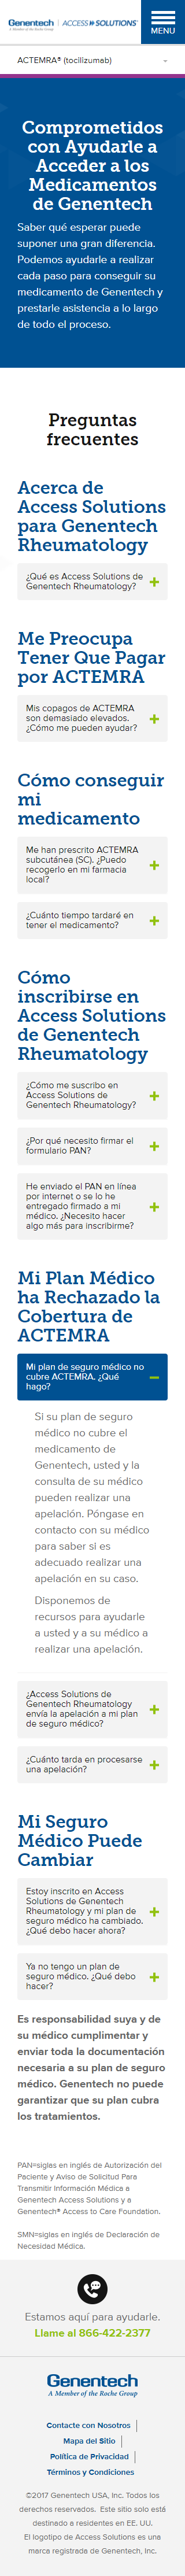 Genentech | ACCESS SOLUTIONS®
A Member of the Roche Group
MENU
ACTEMRA® (tocilizumab)
Comprometidos
con Ayudarle a
Acceder a los
Medicamentos
de Genentech
Saber qué esperar puede
suponer una gran diferencia.
Podemos ayudarle a realizar
cada paso para conseguir su
medicamento de Genentech y
prestarle asistencia a lo largo
de todo el proceso.
Preguntas
frecuentes
Acerca de
Access Solutions
para Genentech
Rheumatology
¿Qué es Access Solutions de
Genentech Rheumatology?
Me Preocupa
Tener Que Pagar
por ACTEMRA
Mis copagos de ACTEMRA
son demasiado elevados.
¿Cómo me pueden ayudar?
Cómo conseguir
mi
medicamento
Me han prescrito ACTEMRA
subcutánea (SC). ¿Puedo
recogerlo en mi farmacia
local?
¿Cuánto tiempo tardaré en
tener el medicamento?
Cómo
inscribirse en
Access Solutions
de Genentech
Rheumatology
¿Cómo me suscribo en
Access Solutions de
Genentech Rheumatology?
¿Por qué necesito firmar el
formulario PAN?
He enviado el PAN en línea
por internet o se lo he
entregado firmado a mi
médico. ¿Necesito hacer
algo más para inscribirme?
Mi Plan Médico
ha Rechazado la
Cobertura de
ACTEMRA
Mi plan de seguro médico no
cubre ACTEMRA. ¿Qué
hago?
Si su plan de seguro
médico no cubre el
medicamento de
Genentech, usted y la
consulta de su médico
pueden realizar una
apelación. Póngase en
contacto con su médico
para saber si es
adecuado realizar una
apelación en su caso.
Disponemos de
recursos para ayudarle
a usted y a su médico a
realizar una apelación.
¿Access Solutions de
Genentech Rheumatology
envía la apelación a mi plan
de seguro médico?
¿Cuánto tarda en procesarse
una apelación?
Mi Seguro
Médico Puede
Cambiar
Estoy inscrito en Access
Solutions de Genentech
Rheumatology y mi plan de
seguro médico ha cambiado.
¿Qué debo hacer ahora?
Ya no tengo un plan de
seguro médico. ¿Qué debo
hacer?
Es responsabilidad suya y de
su médico cumplimentar y
enviar toda la documentación
necesaria a su plan de seguro
médico. Genentech no puede
garantizar que su plan cubra
los tratamientos.
PAN=siglas en inglés de Autorización del
Paciente y Aviso de Solicitud Para
Transmitir Información Médica a
Genentech Access Solutions y a
Genentech® Access to Care Foundation.
SMN=siglas en inglés de Declaración de
Necesidad Médica.
Estamos aquí para ayudarle.
Llame al 866-422-2377
Genentech
A Member of the Roche Group
Contacte con Nosotros |
Mapa del Sitio |
Política de Privacidad |
Términos y Condiciones
©2017 Genentech USA, Inc. Todos los
derechos reservados. Este sitio solo está
destinado a residentes en EE. UU.
El logotipo de Access Solutions es una
marca registrada de Genentech, Inc.